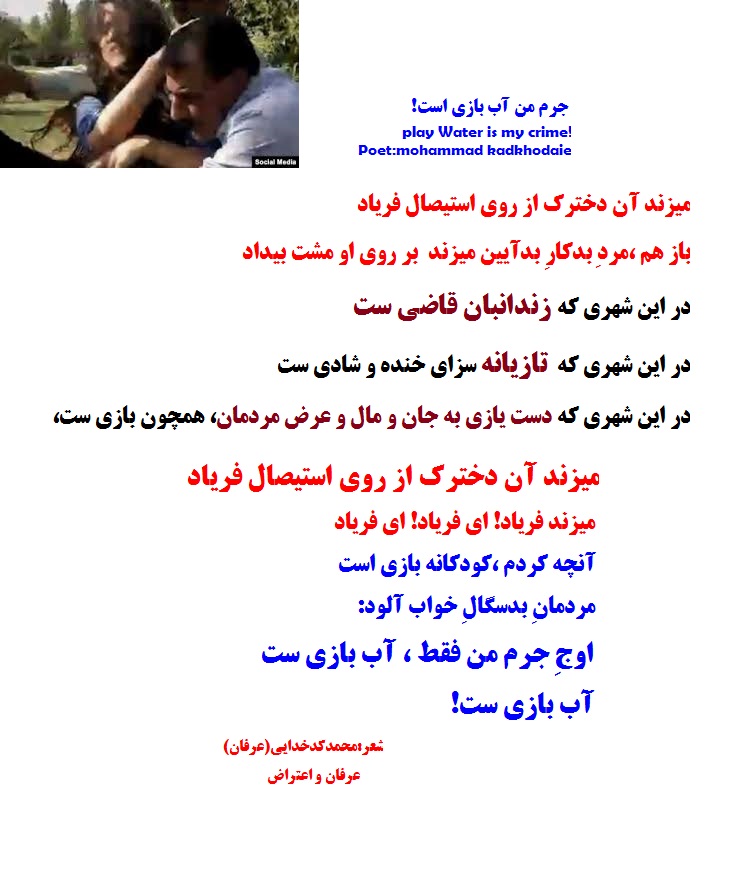 Social Media
جرم من آب بازی است!
play Water is my crime!
Poet:mohammad kadkhodaie
میزند آن دخترک از روی استیصال فریاد
باز هم ،مردِ بدکارِ بدآیین میزند بر روی او مشت بیداد
در این شهری که زندانبان قاضی ست
در این شهری که تازیانه سزای خنده و شادی ست
در این شهری که دست یازی به جان و مال و عرض مردمان، همچون بازی ست،
میزند آن دخترک از روی استیصال فریاد
میزند فریاد! ای فریاد! ای فریاد
آنچه کردم ،کودکانه بازی است
مردمانِ بدسگالِ خواب آلود:
اوجِ جرم من فقط ، آب بازی ست
آب بازی ست!
شعر:محمدکدخدایی(عرفان)
عرفان و اعتراض